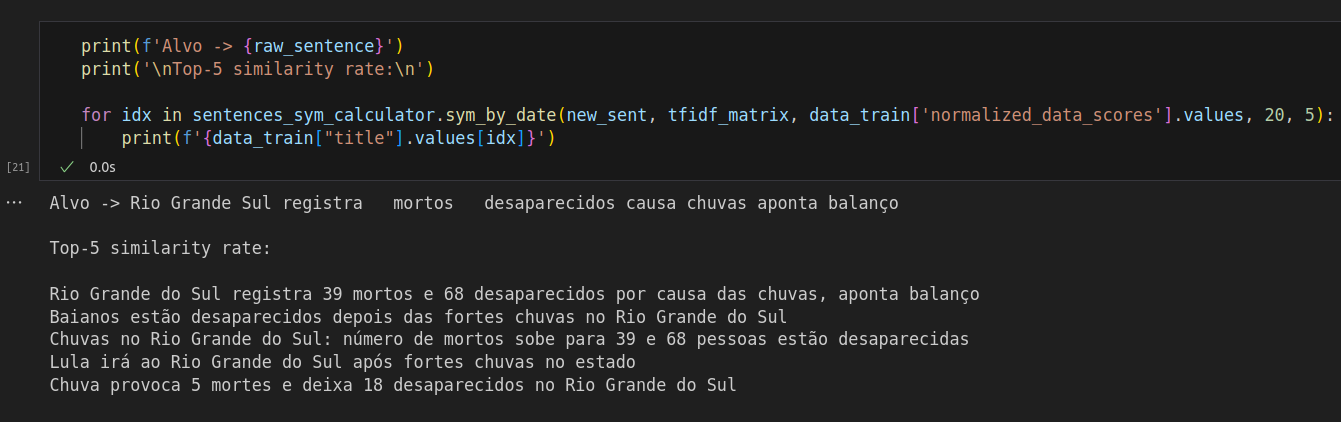 print(f'Alvo -> {raw_sentence}')
print('\nTop-5 similarity rate:\n')
for idx in sentences_sym_calculator.sym_by_date(new_sent, tfidf_matrix, data_train['normalized_data_scores'].values, 20, 5):
print(f'{data_train["title"].values[idx]}')
[21] ✓ 0.0s
... Alvo -> Rio Grande Sul registra   mortos   desaparecidos causa chuvas aponta balanço
Top-5 similarity rate:
Rio Grande do Sul registra 39 mortos e 68 desaparecidos por causa das chuvas, aponta balanço
Baianos estão desaparecidos depois das fortes chuvas no Rio Grande do Sul
Chuvas no Rio Grande do Sul: número de mortos sobe para 39 e 68 pessoas estão desaparecidas
Lula irá ao Rio Grande do Sul após fortes chuvas no estado
Chuva provoca 5 mortes e deixa 18 desaparecidos no Rio Grande do Sul